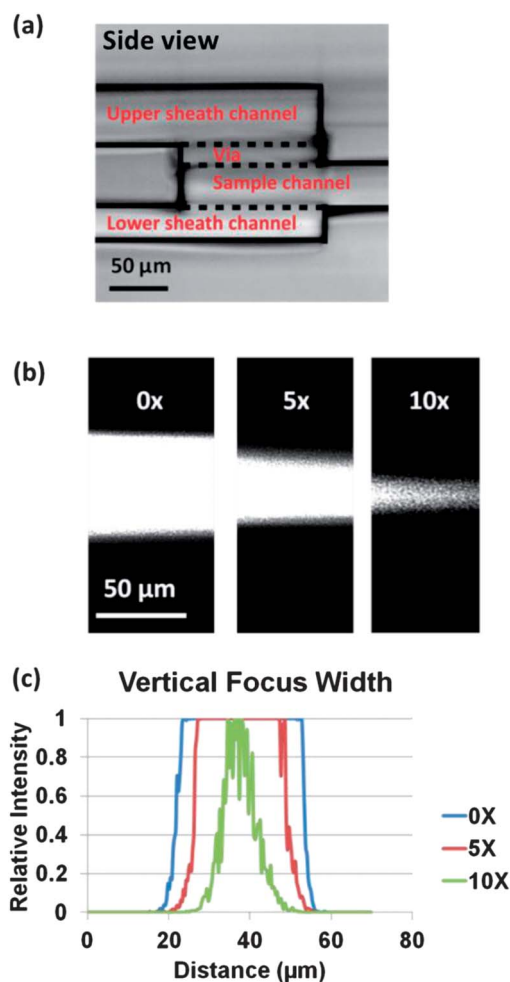 (a)
Side view
Upper sheath channel
Via
Sample channel
Lower sheath channel
50 µm
(b)
0x
5x
10x
50 µm
(c)
Vertical Focus Width
Relative Intensity
1
0.8
0.6
0.4
0.2
0
0
20
40
60
80
Distance (µm)
0X
5X
10X